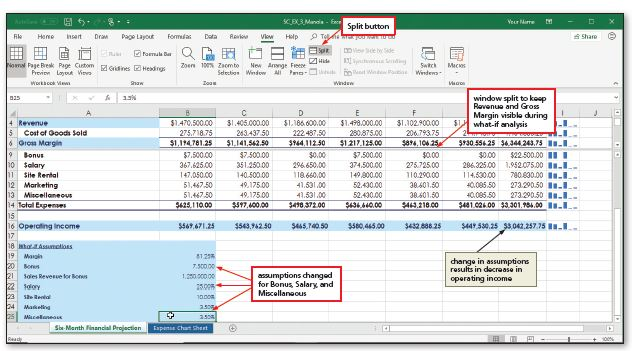 SC_EX_3_Manola - Exce
Your Name
Split button
File Home Insert Draw Page Layout Formulas Data Review View Help
Share
Normal Page Break Preview Page Layout Custom Views
Workbook Views
Ruler Formula Bar
Gridlines Headings
Show
Zoom 100% Zoom to Selection
Zoom
New Window Arrange All Freeze Panes
Split
Hide
Unhide
View Side by Side
Synchronous Scrolling
Reset Window Position
Window
Switch Windows
Macros
Macros
B25 fx 3.5%
window split to keep
Revenue and Gross
Margin visible during
what-if analysis
A B C D E F I J
4 Revenue $1,470,500.00 $1,405,000.00 $1,186,600.00 $1,498,000.00 $1,102,900.00
5 Cost of Goods Sold 275,718.75 263,437.50 222,487.50 280,875.00 206,793.75
6 Gross Margin $1,194,781.25 $1,141,562.50 $964,112.50 $1,217,125.00 $896,106.25 $930,556.25 $6,344,243.75
9 Bonus $7,500.00 $7,500.00 $0.00 $7,500.00 $0.00 $0.00 $22,500.00
10 Salary 367,625.00 351,250.00 296,650.00 374,500.00 275,725.00 286,325.00 1,952,075.00
11 Site Rental 147,050.00 140,500.00 118,660.00 149,800.00 110,290.00 114,530.00 780,830.00
12 Marketing 51,467.50 49,175.00 41,531.00 52,430.00 38,601.50 40,085.50 273,290.50
13 Miscellaneous 51,467.50 49,175.00 41,531.00 52,430.00 38,601.50 40,085.50 273,290.50
14 Total Expenses $625,110.00 $597,600.00 $498,372.00 $636,660.00 $463,218.00 $481,026.00 $3,301,986.00
15
16 Operating Income $569,671.25 $543,962.50 $465,740.50 $580,465.00 $432,888.25 $449,530.25 $3,042,257.75
17
18 What-If Assumptions
19 Margin 81.25%
20 Bonus 7,500.00
21 Sales Revenue for Bonus 1,250,000.00
22 Salary 25.00%
23 Site Rental 10.00%
24 Marketing 3.50%
25 Miscellaneous 3.50%
assumptions changed
for Bonus, Salary, and
Miscellaneous
change in assumptions
results in decrease in
operating income
Six-Month Financial Projection Expense Chart Sheet
Ready
100%